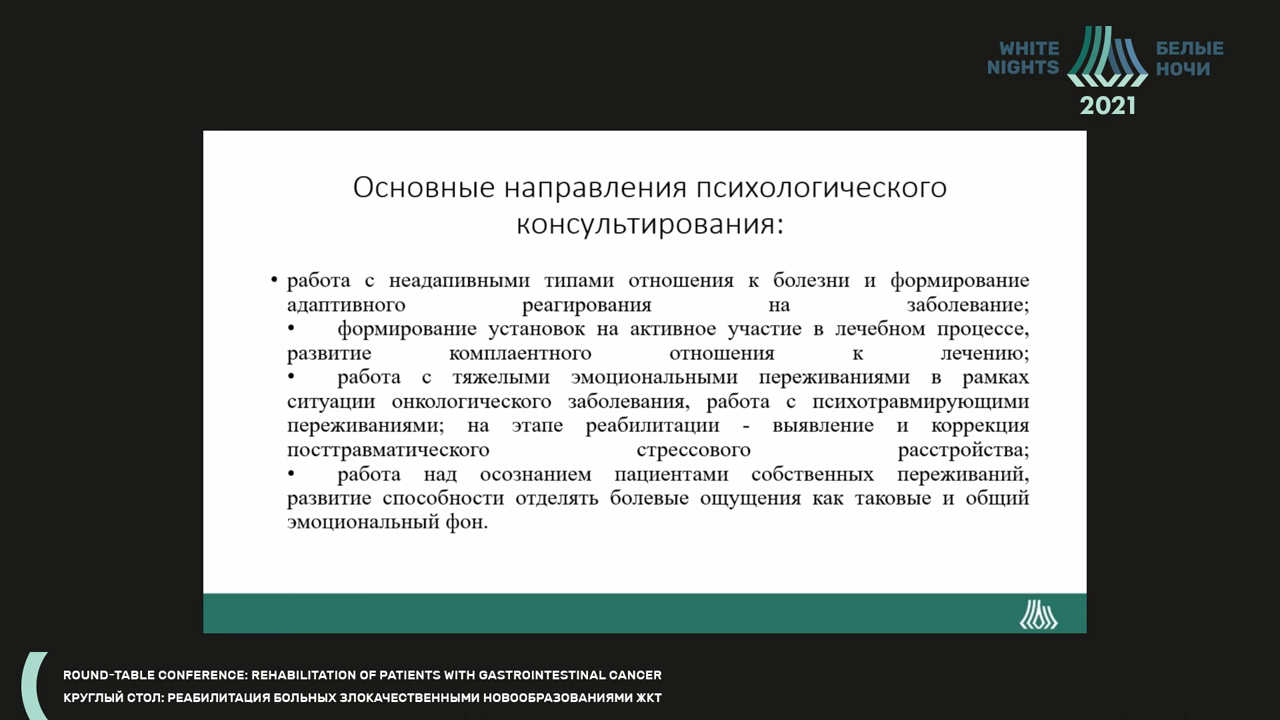 WHITE NIGHTS
БЕЛЫЕ НОЧИ
2021
Основные направления психологического
консультирования:
• работа с неадапивными типами отношения к болезни и формирование
адаптивного реагирования на заболевание;
• формирование установок на активное участие в лечебном процессе,
развитие комплаентного отношения к лечению;
• работа с тяжелыми эмоциональными переживаниями в рамках
ситуации онкологического заболевания, работа с психотравмирующими
переживаниями; на этапе реабилитации - выявление и коррекция
посттравматического стрессового расстройства;
• работа над осознанием пациентами собственных переживаний,
развитие способности отделять болевые ощущения как таковые и общий
эмоциональный фон.
ROUND-TABLE CONFERENCE: REHABILITATION OF PATIENTS WITH GASTROINTESTINAL CANCER
КРУГЛЫЙ СТОЛ: РЕАБИЛИТАЦИЯ БОЛЬНЫХ ЗЛОКАЧЕСТВЕННЫМИ НОВООБРАЗОВАНИЯМИ ЖКТ